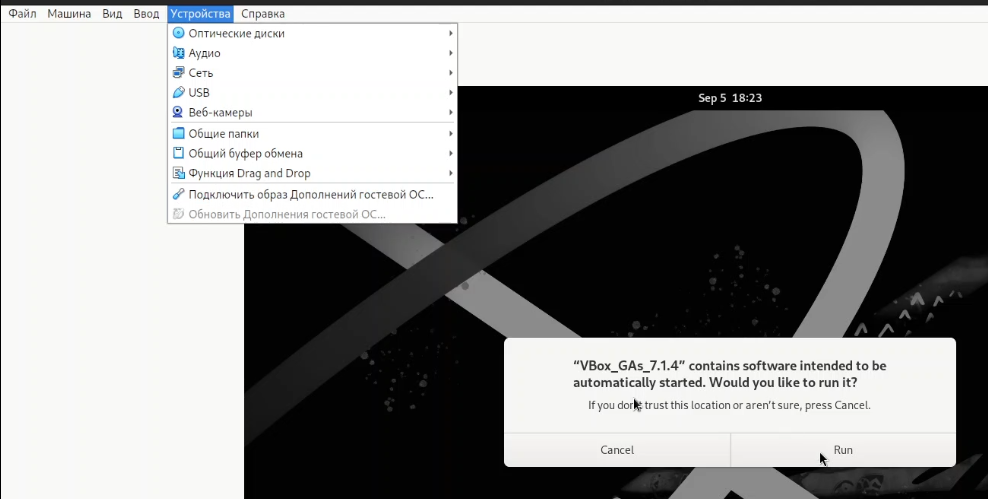 Файл Машина Вид Ввод Устройства Справка
Оптические диски
Аудио
Сеть
USB
Веб-камеры
Общие папки
Общий буфер обмена
Функция Drag and Drop
Подключить образ Дополнений гостевой ОС...
Обновить Дополнения гостевой ОС...
Sep 5 18:23
“VBox_GAs_7.1.4” contains software intended to be
automatically started. Would you like to run it?
If you don't trust this location or aren’t sure, press Cancel.
Cancel Run